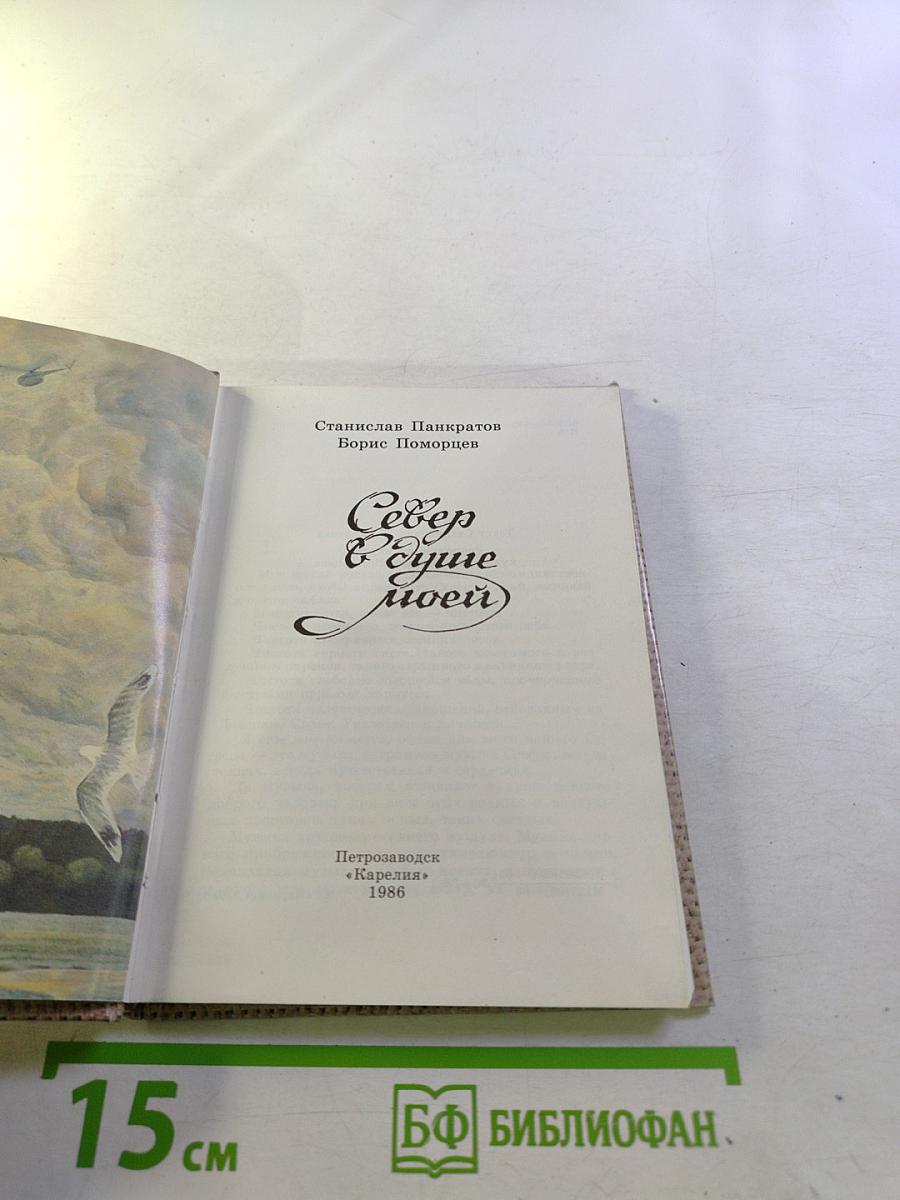 Станислав Панкратов
Борис Поморцев
Север
в душе
моей
Петрозаводск
«Карелия»
1986
15 см
БФ БИБЛИОФАН